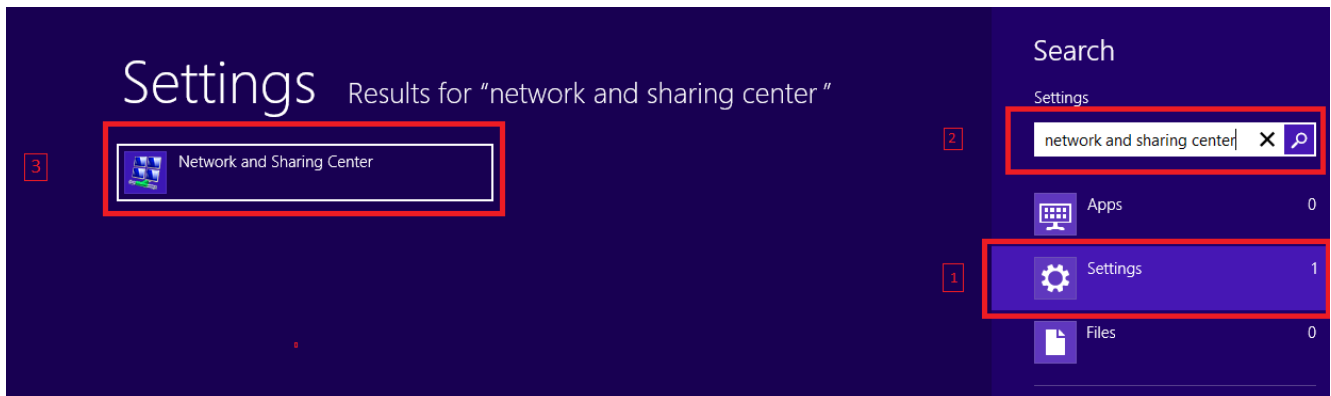 Settings Results for "network and sharing center "
3
Network and Sharing Center
Search
Settings
2
network and sharing center
Apps 0
1
Settings 1
Files 0